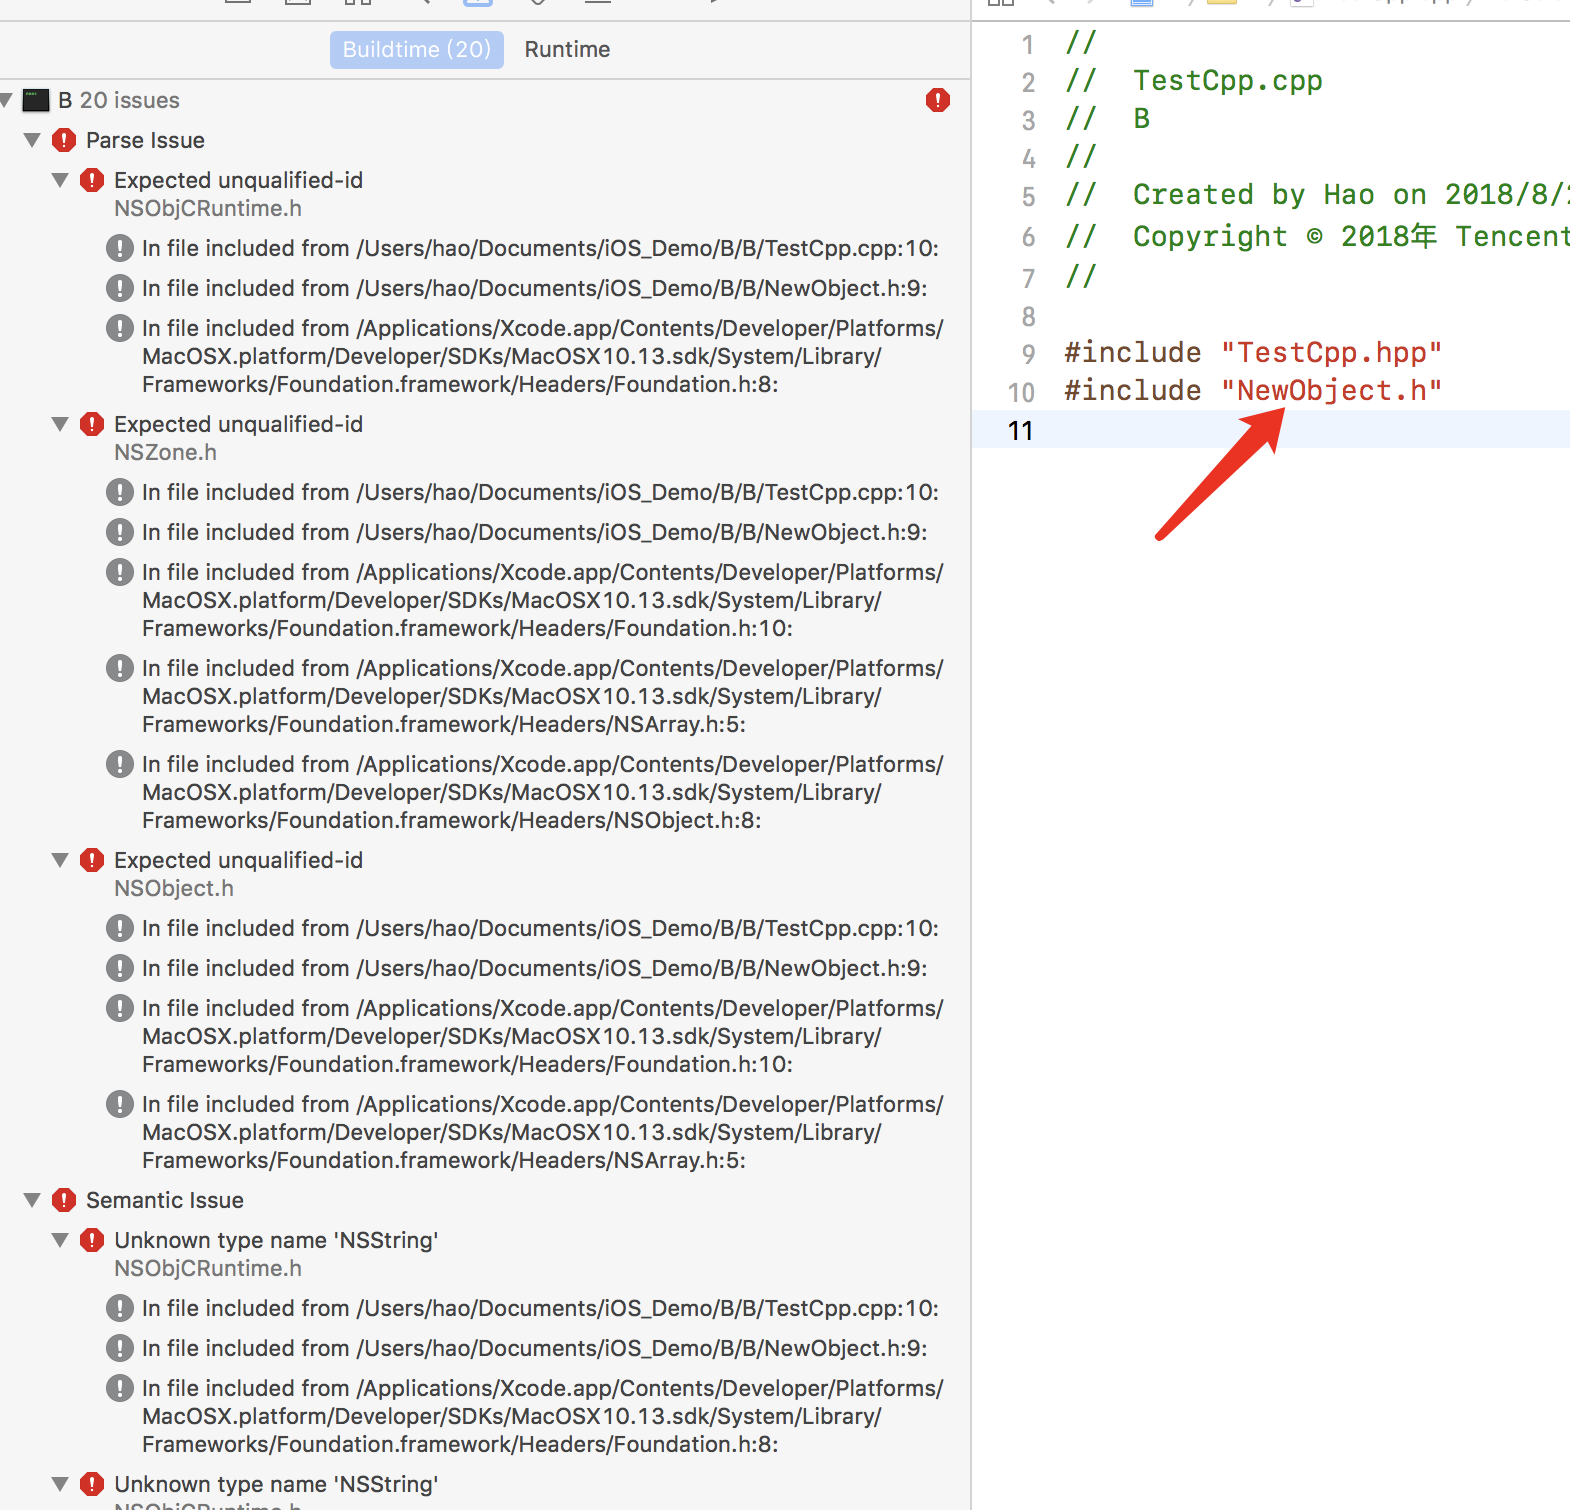 Buildtime (20) Runtime
B 20 issues
Parse Issue
Expected unqualified-id
NSObjCRuntime.h
In file included from /Users/hao/Documents/iOS_Demo/B/B/TestCpp.cpp:10:
In file included from /Users/hao/Documents/iOS_Demo/B/B/NewObject.h:9:
In file included from /Applications/Xcode.app/Contents/Developer/Platforms/
MacOSX.platform/Developer/SDKs/MacOSX10.13.sdk/System/Library/
Frameworks/Foundation.framework/Headers/Foundation.h:8:
Expected unqualified-id
NSZone.h
In file included from /Users/hao/Documents/iOS_Demo/B/B/TestCpp.cpp:10:
In file included from /Users/hao/Documents/iOS_Demo/B/B/NewObject.h:9:
In file included from /Applications/Xcode.app/Contents/Developer/Platforms/
MacOSX.platform/Developer/SDKs/MacOSX10.13.sdk/System/Library/
Frameworks/Foundation.framework/Headers/Foundation.h:10:
In file included from /Applications/Xcode.app/Contents/Developer/Platforms/
MacOSX.platform/Developer/SDKs/MacOSX10.13.sdk/System/Library/
Frameworks/Foundation.framework/Headers/NSArray.h:5:
In file included from /Applications/Xcode.app/Contents/Developer/Platforms/
MacOSX.platform/Developer/SDKs/MacOSX10.13.sdk/System/Library/
Frameworks/Foundation.framework/Headers/NSObject.h:8:
Expected unqualified-id
NSObject.h
In file included from /Users/hao/Documents/iOS_Demo/B/B/TestCpp.cpp:10:
In file included from /Users/hao/Documents/iOS_Demo/B/B/NewObject.h:9:
In file included from /Applications/Xcode.app/Contents/Developer/Platforms/
MacOSX.platform/Developer/SDKs/MacOSX10.13.sdk/System/Library/
Frameworks/Foundation.framework/Headers/Foundation.h:10:
In file included from /Applications/Xcode.app/Contents/Developer/Platforms/
MacOSX.platform/Developer/SDKs/MacOSX10.13.sdk/System/Library/
Frameworks/Foundation.framework/Headers/NSArray.h:5:
Semantic Issue
Unknown type name 'NSString'
NSObjCRuntime.h
In file included from /Users/hao/Documents/iOS_Demo/B/B/TestCpp.cpp:10:
In file included from /Users/hao/Documents/iOS_Demo/B/B/NewObject.h:9:
In file included from /Applications/Xcode.app/Contents/Developer/Platforms/
MacOSX.platform/Developer/SDKs/MacOSX10.13.sdk/System/Library/
Frameworks/Foundation.framework/Headers/Foundation.h:8:
Unknown type name 'NSString'
1 //
2 // TestCpp.cpp
3 // B
4 //
5 // Created by Hao on 2018/8/
6 // Copyright © 2018年 Tencent
7 //
8
9 #include "TestCpp.hpp"
10 #include "NewObject.h"
11